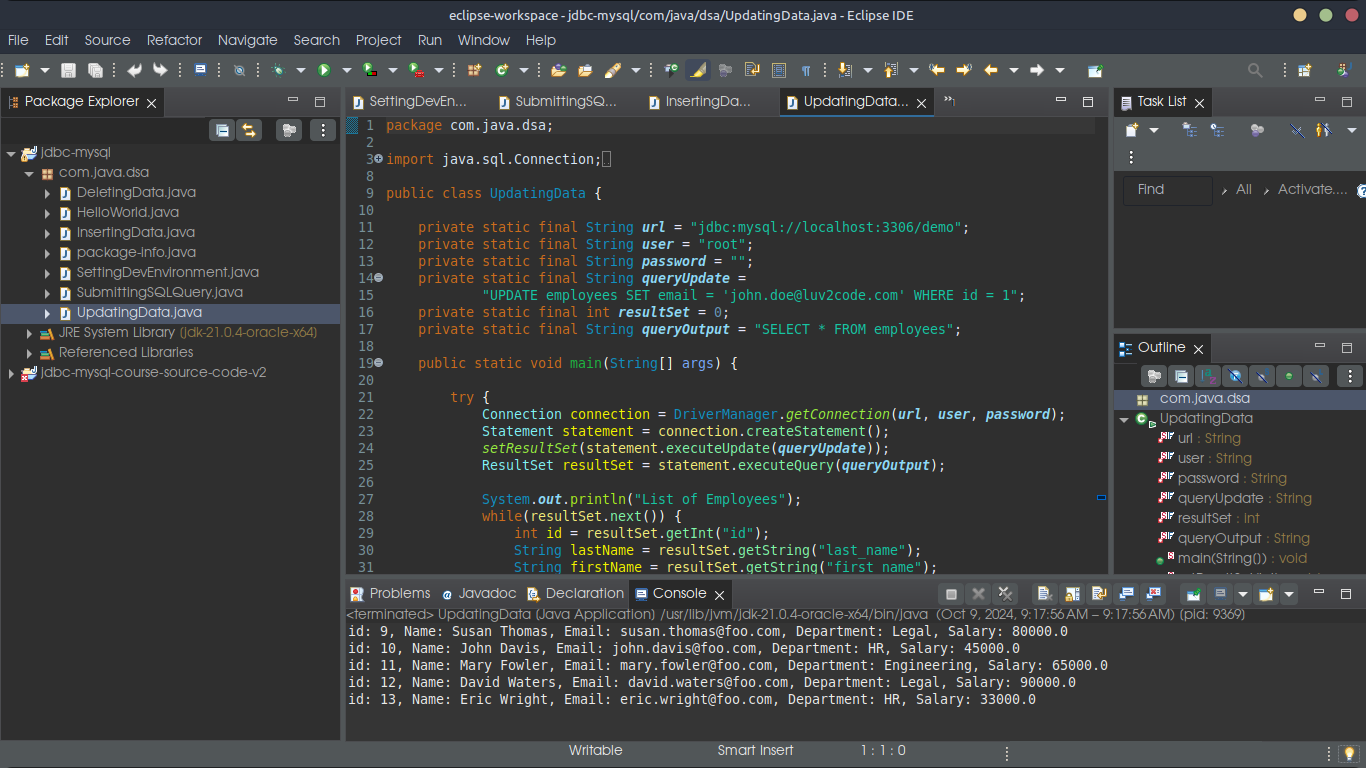 eclipse-workspace - jdbc-mysql/com/java/dsa/UpdatingData.java - Eclipse IDE
File Edit Source Refactor Navigate Search Project Run Window Help
Package Explorer
jdbc-mysql
com.java.dsa
DeletingData.java
HelloWorld.java
InsertingData.java
package-info.java
SettingDevEnvironment.java
SubmittingSQLQuery.java
UpdatingData.java
JRE System Library (jdk-21.0.4-oracle-x64)
Referenced Libraries
jdbc-mysql-course-source-code-v2
SettingDevEn... SubmittingSQ... InsertingDa... UpdatingData... »1
1 package com.java.dsa;
2
3 import java.sql.Connection;
8
9 public class UpdatingData {
10
11 private static final String url = "jdbc:mysql://localhost:3306/demo";
12 private static final String user = "root";
13 private static final String password = "";
14 private static final String queryUpdate =
15 "UPDATE employees SET email = 'john.doe@luv2code.com' WHERE id = 1";
16 private static final int resultSet = 0;
17 private static final String queryOutput = "SELECT * FROM employees";
18
19 public static void main(String[] args) {
20
21 try {
22 Connection connection = DriverManager.getConnection(url, user, password);
23 Statement statement = connection.createStatement();
24 setResultSet(statement.executeUpdate(queryUpdate));
25 ResultSet resultSet = statement.executeQuery(queryOutput);
26
27 System.out.println("List of Employees");
28 while(resultSet.next()) {
29 int id = resultSet.getInt("id");
30 String lastName = resultSet.getString("last_name");
31 String firstName = resultSet.getString("first_name");
Task List
Find All Activate...
Outline
com.java.dsa
UpdatingData
url : String
user : String
password : String
queryUpdate : String
resultSet : int
queryOutput : String
main(String[]) : void
Problems Javadoc Declaration Console
<terminated> UpdatingData [Java Application] /usr/lib/jvm/jdk-21.0.4-oracle-x64/bin/java (Oct 9, 2024, 9:17:56 AM – 9:17:56 AM) [pid: 9369]
id: 9, Name: Susan Thomas, Email: susan.thomas@foo.com, Department: Legal, Salary: 80000.0
id: 10, Name: John Davis, Email: john.davis@foo.com, Department: HR, Salary: 45000.0
id: 11, Name: Mary Fowler, Email: mary.fowler@foo.com, Department: Engineering, Salary: 65000.0
id: 12, Name: David Waters, Email: david.waters@foo.com, Department: Legal, Salary: 90000.0
id: 13, Name: Eric Wright, Email: eric.wright@foo.com, Department: HR, Salary: 33000.0
Writable Smart Insert 1 : 1 : 0